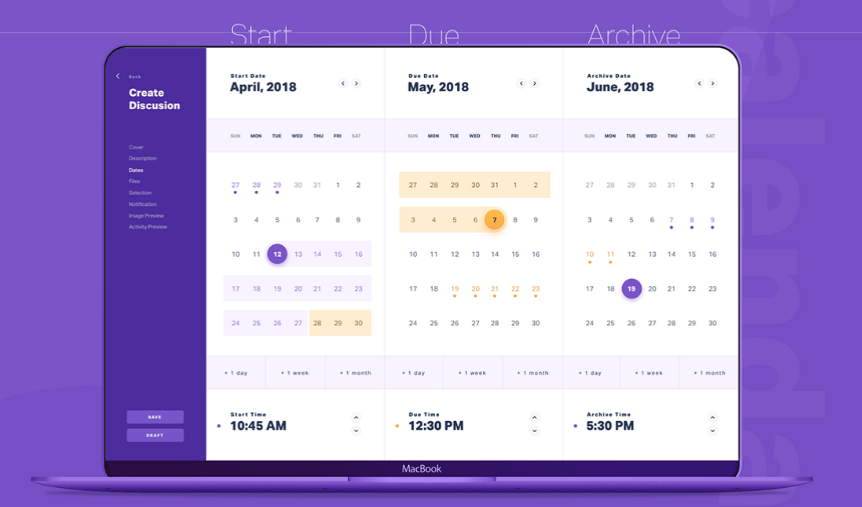 Start
Due
Archive
Back
Create
Discusion
Cover
Description
Dates
Files
Selection
Notification
Image Preview
Activity Preview
SAVE
DRAFT
Start Date
April, 2018
< >
SUN MON TUE WED THU FRI SAT
27 28 29 30 31 1 2
3 4 5 6 7 8 9
10 11 12 13 14 15 16
17 18 19 20 21 22 23
24 25 26 27 28 29 30
+ 1 day + 1 week + 1 month
Start Time
10:45 AM
Due Date
May, 2018
< >
SUN MON TUE WED THU FRI SAT
27 28 29 30 31 1 2
3 4 5 6 7 8 9
10 11 12 13 14 15 16
17 18 19 20 21 22 23
24 25 26 27 28 29 30
+ 1 day + 1 week + 1 month
Due Time
12:30 PM
Archive Date
June, 2018
< >
SUN MON TUE WED THU FRI SAT
27 28 29 30 31 1 2
3 4 5 6 7 8 9
10 11 12 13 14 15 16
17 18 19 20 21 22 23
24 25 26 27 28 29 30
+ 1 day + 1 week + 1 month
Archive Time
5:30 PM
MacBook